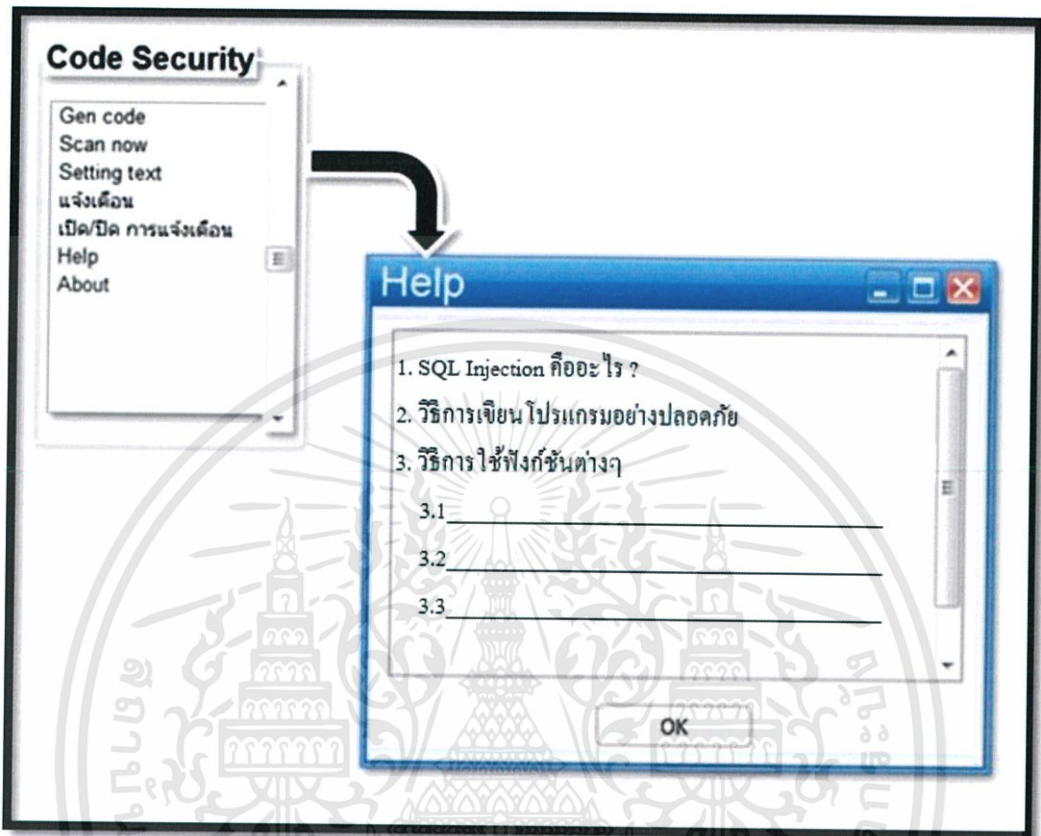 Code Security
Gen code
Scan now
Setting text
แจ้งเตือน
เปิด/ปิด การแจ้งเตือน
Help
About
Help
1. SQL Injection คืออะไร ?
2. วิธีการเขียนโปรแกรมอย่างปลอดภัย
3. วิธีการใช้ฟังก์ชันต่างๆ
3.1
3.2
3.3
OK